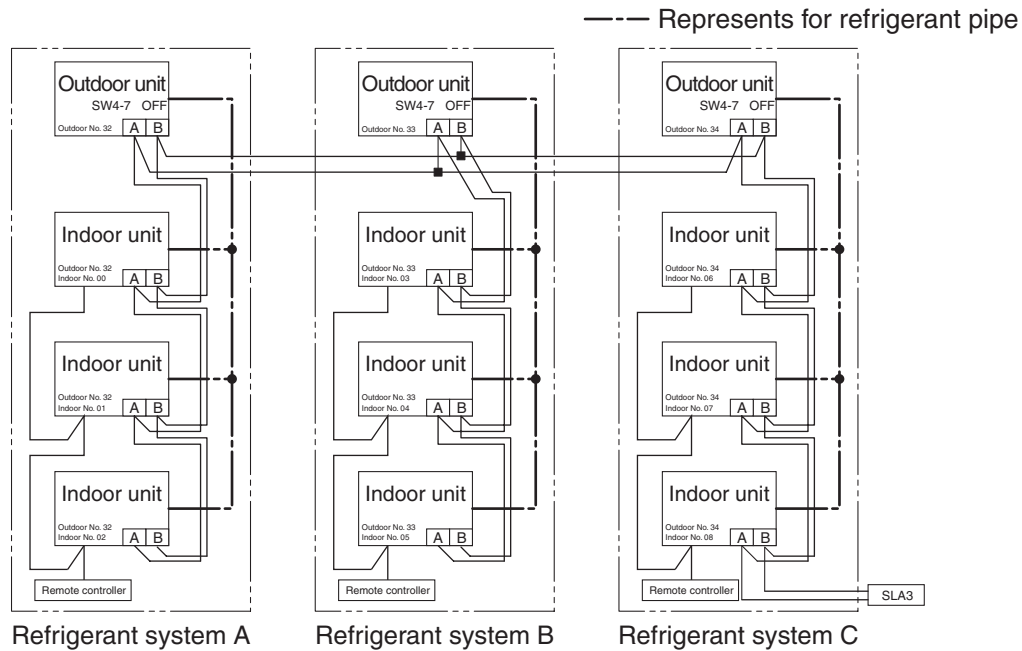 Represents for refrigerant pipe
Outdoor unit
SW4-7 OFF
Outdoor No. 32 A B
Indoor unit
Outdoor No. 32
Indoor No. 00 A B
Indoor unit
Outdoor No. 32
Indoor No. 01 A B
Indoor unit
Outdoor No. 32
Indoor No. 02 A B
Remote controller
Refrigerant system A
Outdoor unit
SW4-7 OFF
Outdoor No. 33 A B
Indoor unit
Outdoor No. 33
Indoor No. 03 A B
Indoor unit
Outdoor No. 33
Indoor No. 04 A B
Indoor unit
Outdoor No. 33
Indoor No. 05 A B
Remote controller
Refrigerant system B
Outdoor unit
SW4-7 OFF
Outdoor No. 34 A B
Indoor unit
Outdoor No. 34
Indoor No. 06 A B
Indoor unit
Outdoor No. 34
Indoor No. 07 A B
Indoor unit
Outdoor No. 34
Indoor No. 08 A B
Remote controller
SLA3
Refrigerant system C